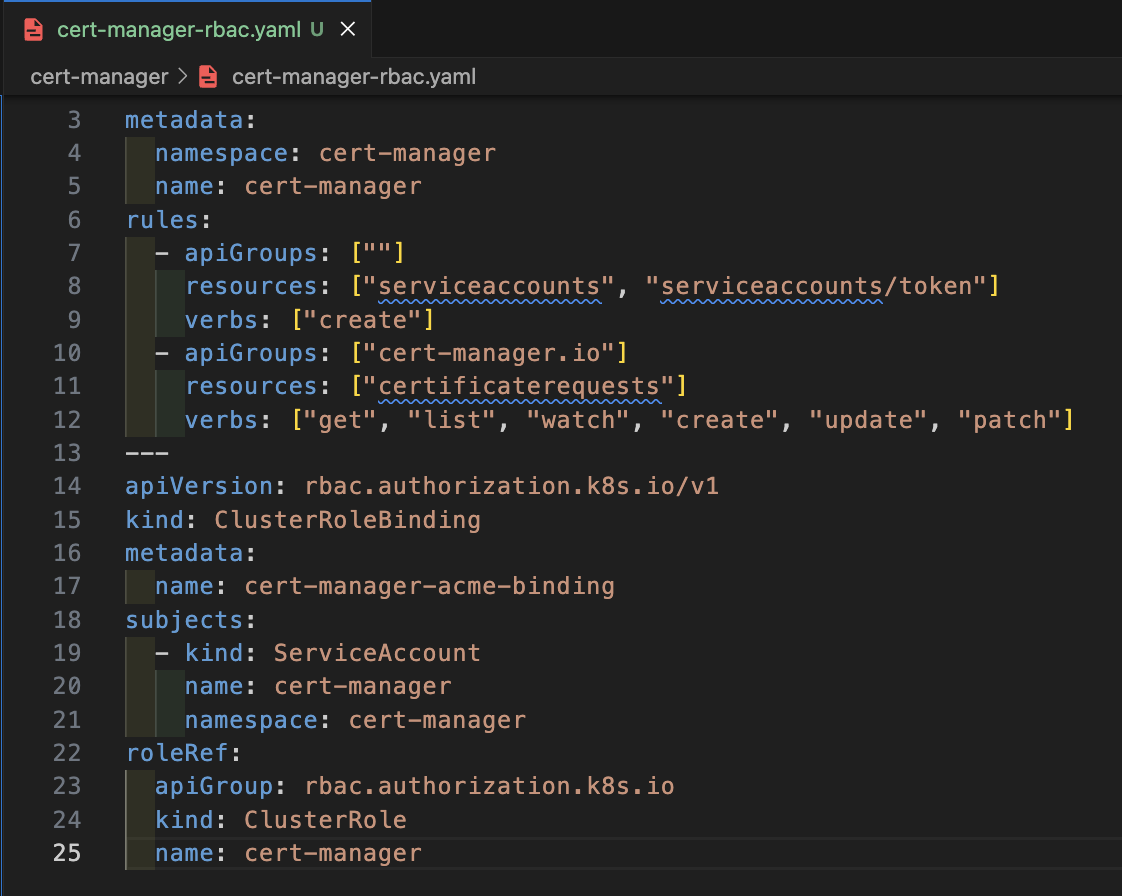 cert-manager-rbac.yaml U ×
cert-manager > cert-manager-rbac.yaml
3 metadata:
4   namespace: cert-manager
5   name: cert-manager
6 rules:
7   - apiGroups: [""]
8     resources: ["serviceaccounts", "serviceaccounts/token"]
9     verbs: ["create"]
10   - apiGroups: ["cert-manager.io"]
11     resources: ["certificaterequests"]
12     verbs: ["get", "list", "watch", "create", "update", "patch"]
13 ---
14 apiVersion: rbac.authorization.k8s.io/v1
15 kind: ClusterRoleBinding
16 metadata:
17   name: cert-manager-acme-binding
18 subjects:
19   - kind: ServiceAccount
20     name: cert-manager
21     namespace: cert-manager
22 roleRef:
23   apiGroup: rbac.authorization.k8s.io
24   kind: ClusterRole
25   name: cert-manager